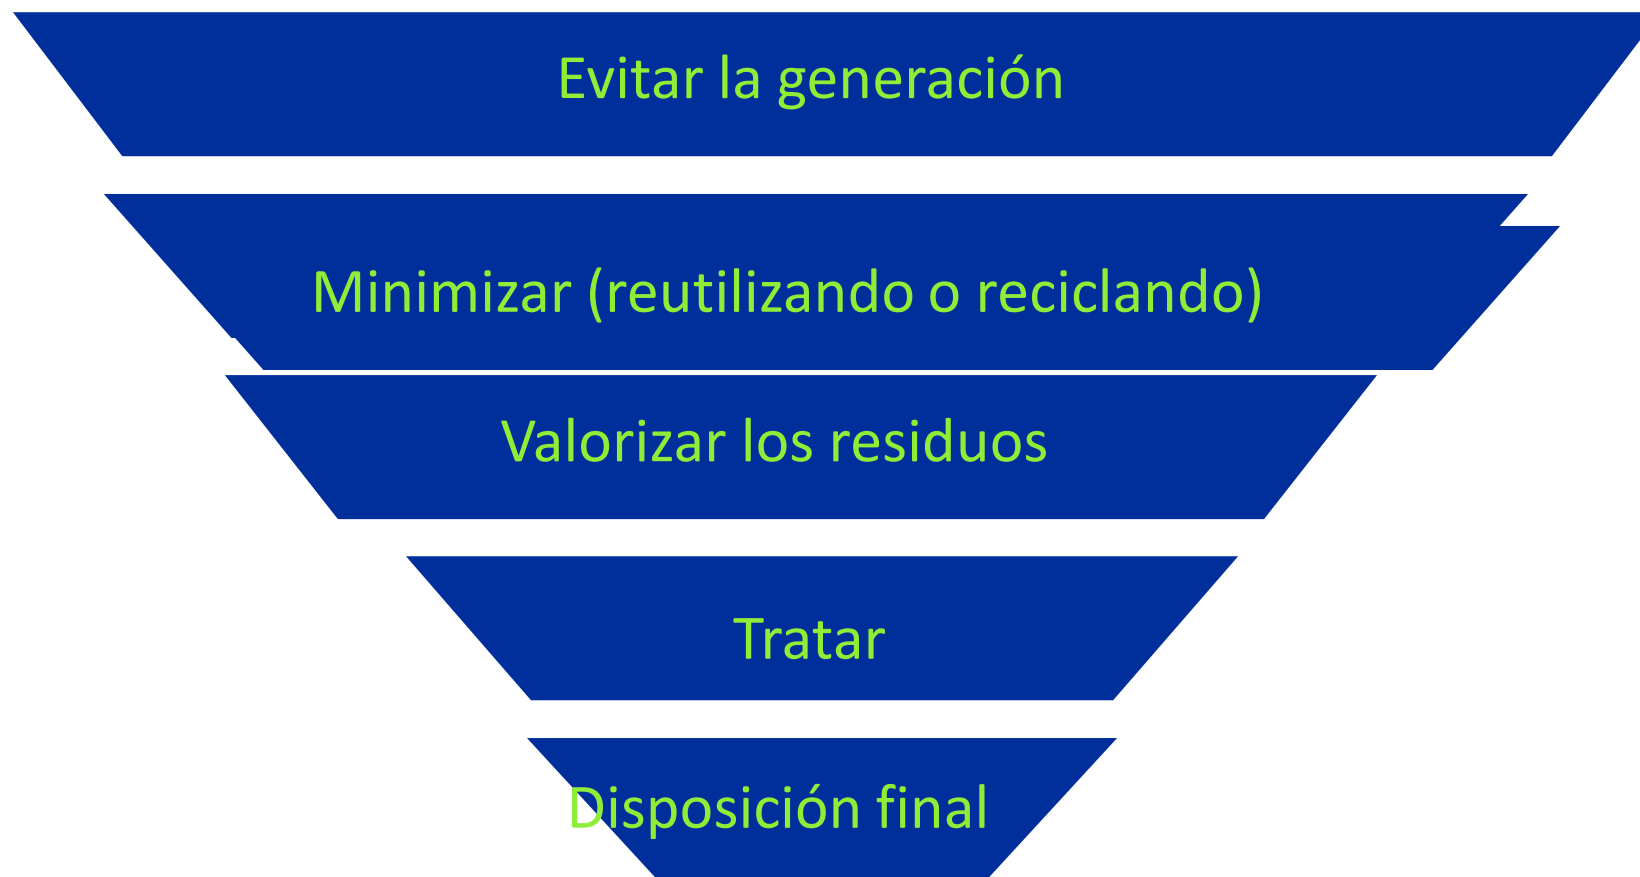 Evitar la generación
Minimizar (reutilizando o reciclando)
Valorizar los residuos
Tratar
Disposición final